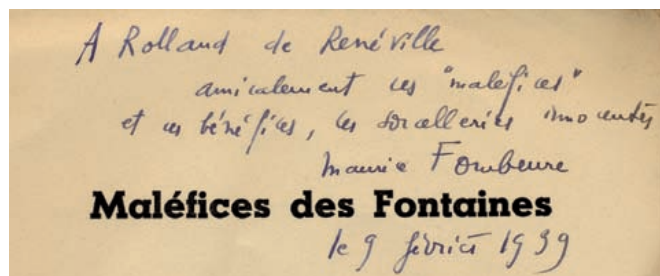 A Rolland de Renéville
amicalement ces "maléfices"
et ces bénéfices, ces sorcelleries innocentes
Maurice Fombeure
Maléfices des Fontaines
le 9 février 1939